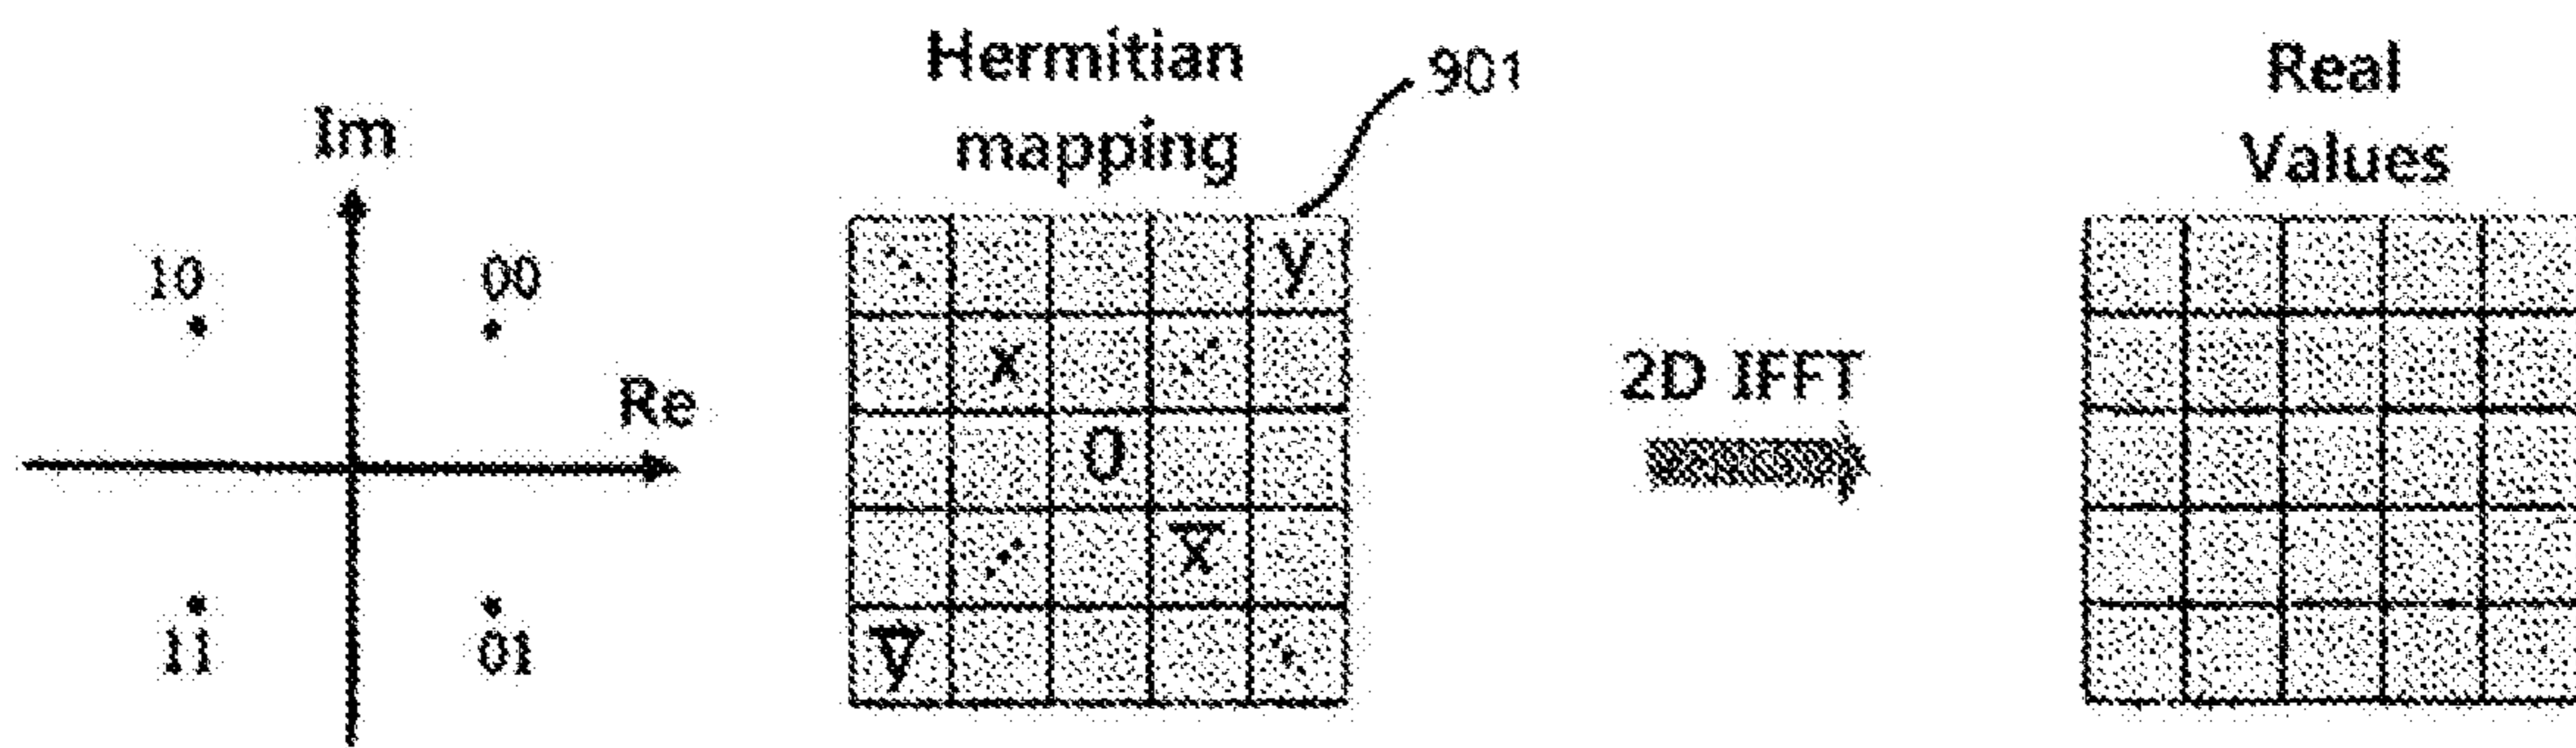 Im
10
00
Re
11
01
Hermitian
mapping
901
y
x
0
x̅
y̅
2D IFFT
Real
Values